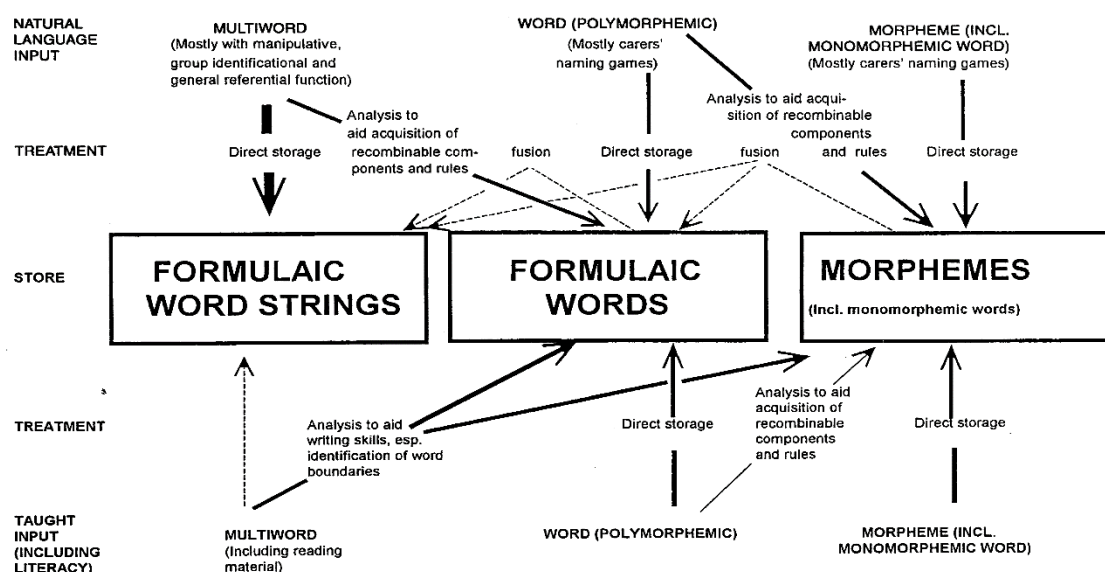 NATURAL
LANGUAGE
INPUT
MULTIWORD
(Mostly with manipulative,
group identificational and
general referential function)
WORD (POLYMORPHEMIC)
(Mostly carers'
naming games)
MORPHEME (INCL.
MONOMORPHEMIC WORD)
(Mostly carers' naming games)
TREATMENT
Direct storage
Analysis to
aid acquisition of
recombinable com-
ponents and rules
fusion
Direct storage
fusion
Analysis to aid acqui-
sition of recombinable
components
and rules
Direct storage
STORE
FORMULAIC
WORD STRINGS
FORMULAIC
WORDS
MORPHEMES
(Incl. monomorphemic words)
TREATMENT
Analysis to aid
writing skills, esp.
identification of word
boundaries
Direct storage
Analysis to aid
acquisition of
recombinable
components
and rules
Direct storage
TAUGHT
INPUT
(INCLUDING
LITERACY)
MULTIWORD
(Including reading
material)
WORD (POLYMORPHEMIC)
MORPHEME (INCL.
MONOMORPHEMIC WORD)